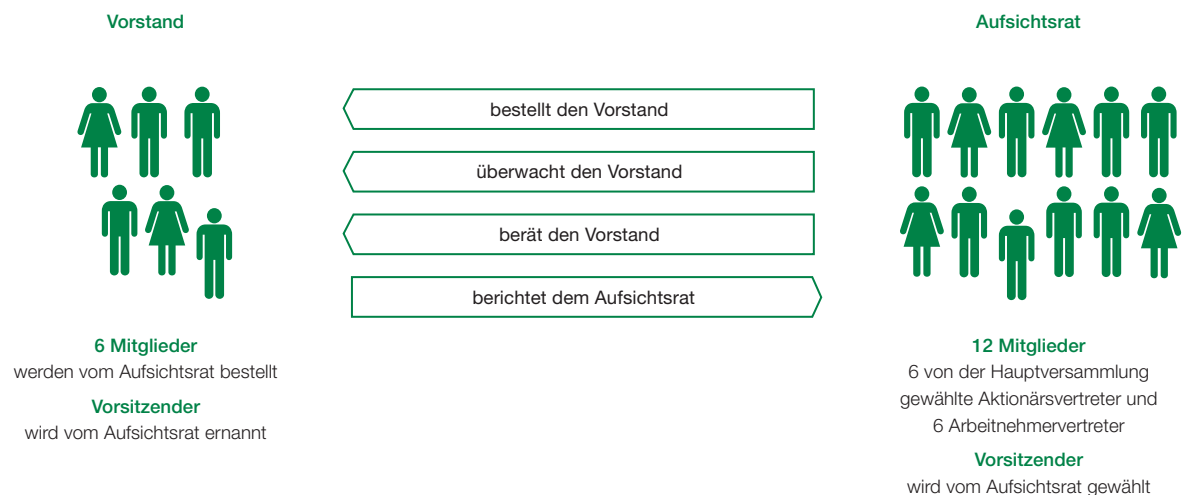 Vorstand
Aufsichtsrat
bestellt den Vorstand
überwacht den Vorstand
berät den Vorstand
berichtet dem Aufsichtsrat
6 Mitglieder
werden vom Aufsichtsrat bestellt
Vorsitzender
wird vom Aufsichtsrat ernannt
12 Mitglieder
6 von der Hauptversammlung
gewählte Aktionärsvertreter und
6 Arbeitnehmervertreter
Vorsitzender
wird vom Aufsichtsrat gewählt